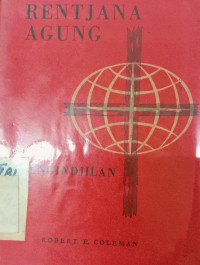 RENTJANA
AGUNG
INDJILAN
ROBERT E. COLEMAN